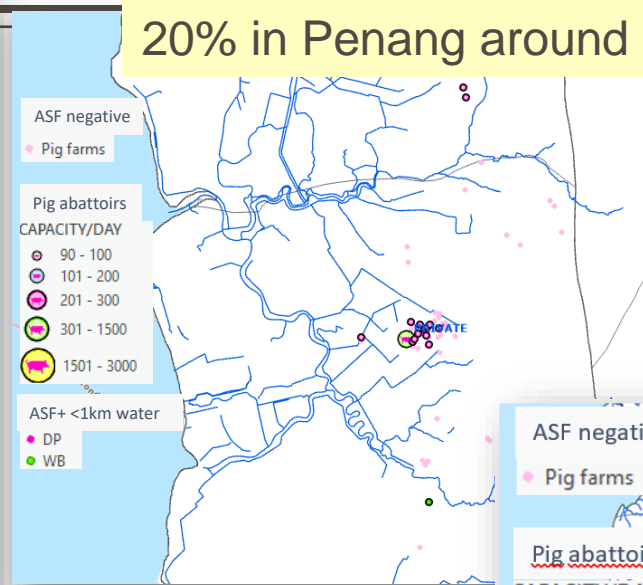 20% in Penang around
ASF negative
Pig farms
Pig abattoirs
CAPACITY/DAY
90 - 100
101 - 200
201 - 300
301 - 1500
1501 - 3000
ASF+ <1km water
DP
WB
ASF negati
Pig farms
Pig abattoi